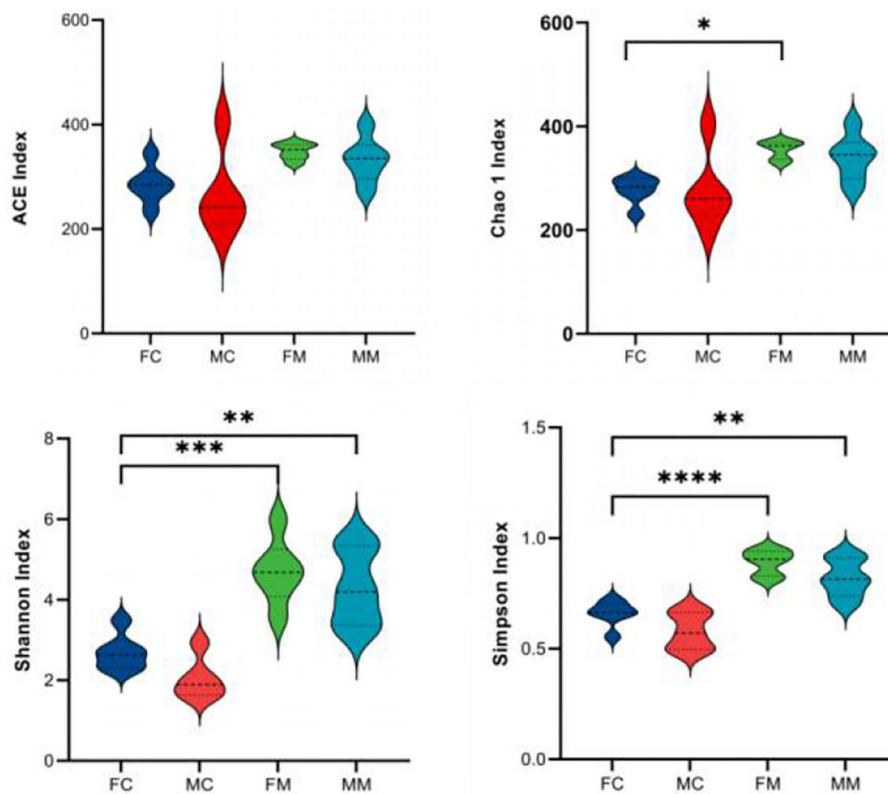 600
400
200
0
ACE Index
FC MC FM MM
600
400
200
0
Chao 1 Index
*
FC MC FM MM
8
6
4
2
0
Shannon Index
**
***
FC MC FM MM
1.5
1.0
0.5
0.0
Simpson Index
**
****
FC MC FM MM